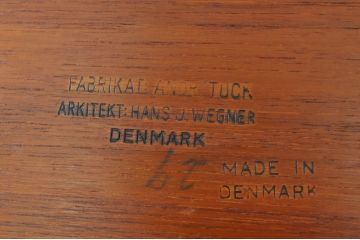 FABRIKAT: ANDR. TUCK
ARKITEKT: HANS J. WEGNER
DENMARK
MADE IN
DENMARK